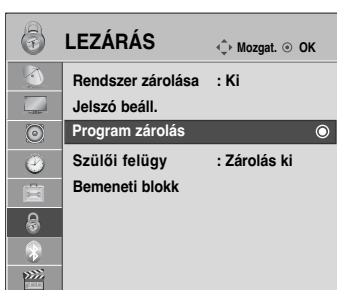 LEZÁRÁS Mozgat. OK
Rendszer zárolása : Ki
Jelszó beáll.
Program zárolás
Szülői felügy : Zárolás ki
Bemeneti blokk